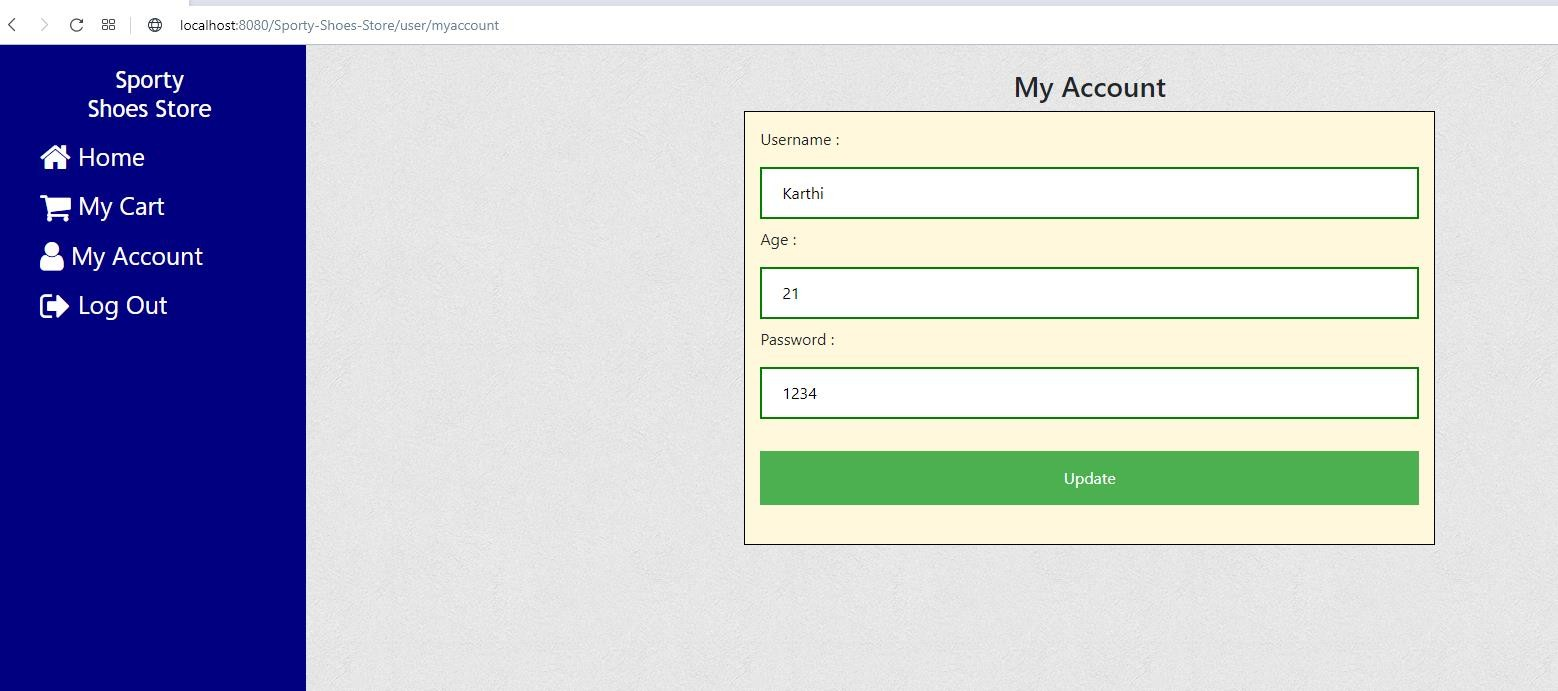 localhost:8080/Sporty-Shoes-Store/user/myaccount
Sporty
Shoes Store
Home
My Cart
My Account
Log Out
My Account
Username :
Karthi
Age :
21
Password :
1234
Update